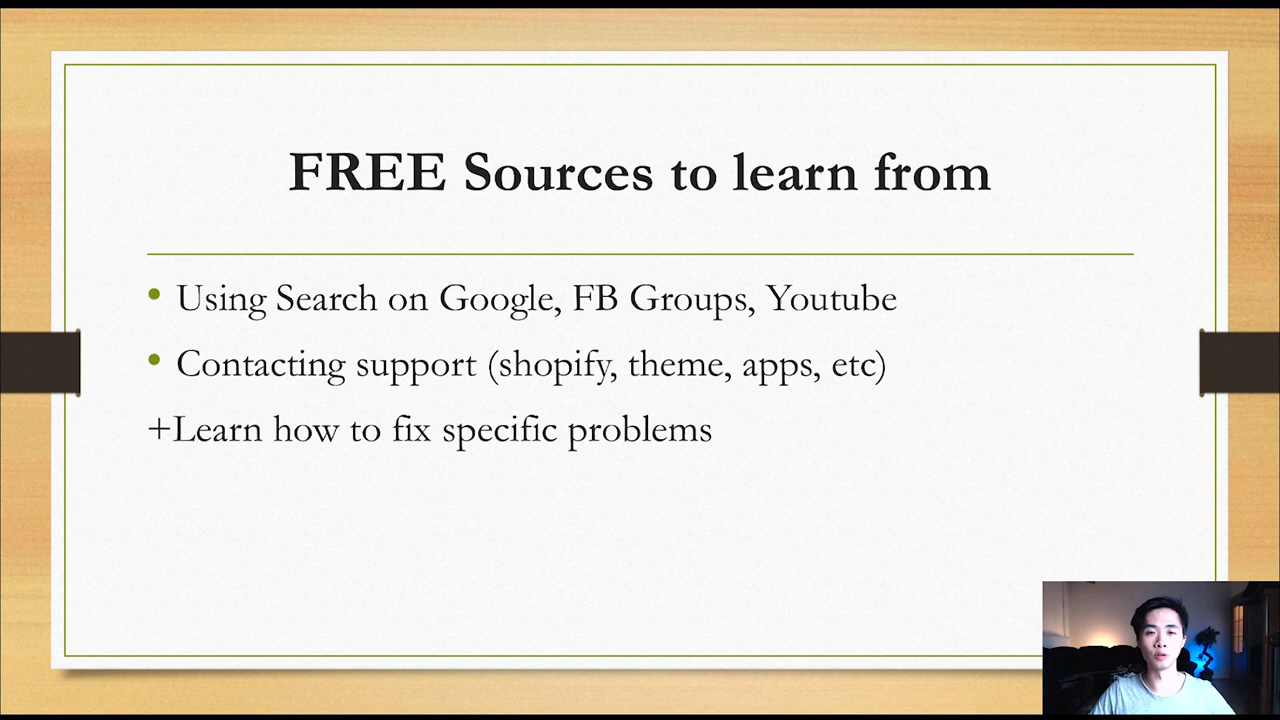 FREE Sources to learn from
• Using Search on Google, FB Groups, Youtube
• Contacting support (shopify, theme, apps, etc)
+Learn how to fix specific problems